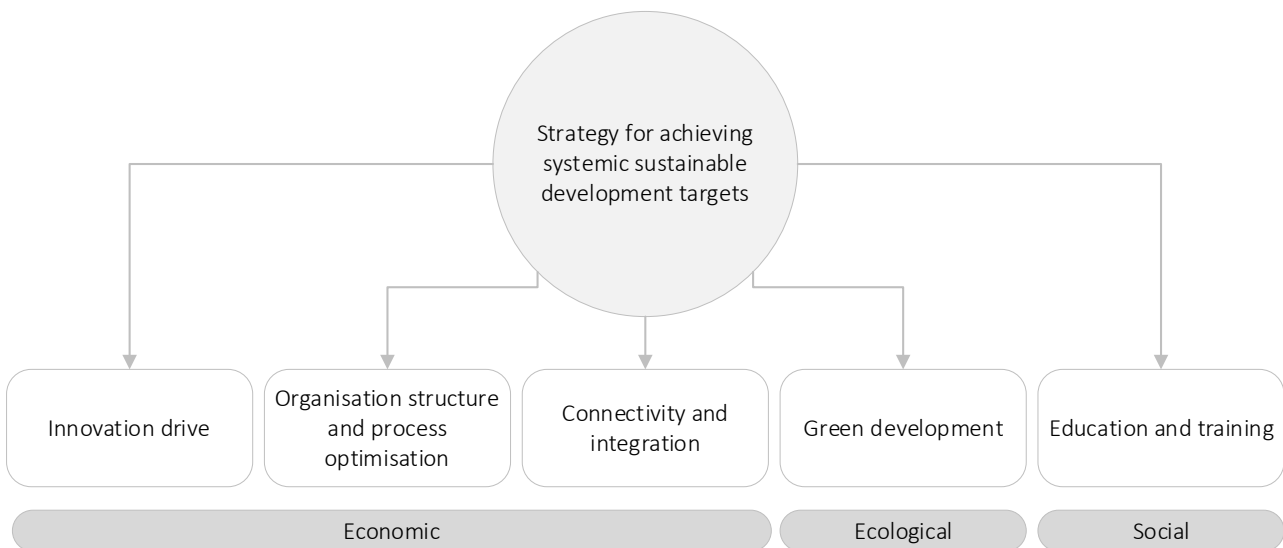 Strategy for achieving
systemic sustainable
development targets
Innovation drive
Organisation structure
and process
optimisation
Connectivity and
integration
Green development
Education and training
Economic
Ecological
Social